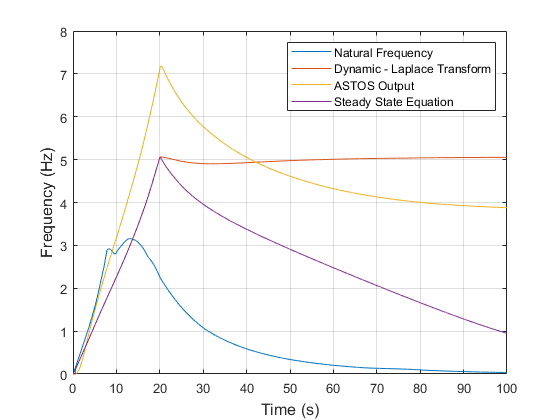 8
7
6
5
4
3
2
1
0
Frequency (Hz)
Natural Frequency
Dynamic - Laplace Transform
ASTOS Output
Steady State Equation
0 10 20 30 40 50 60 70 80 90 100
Time (s)